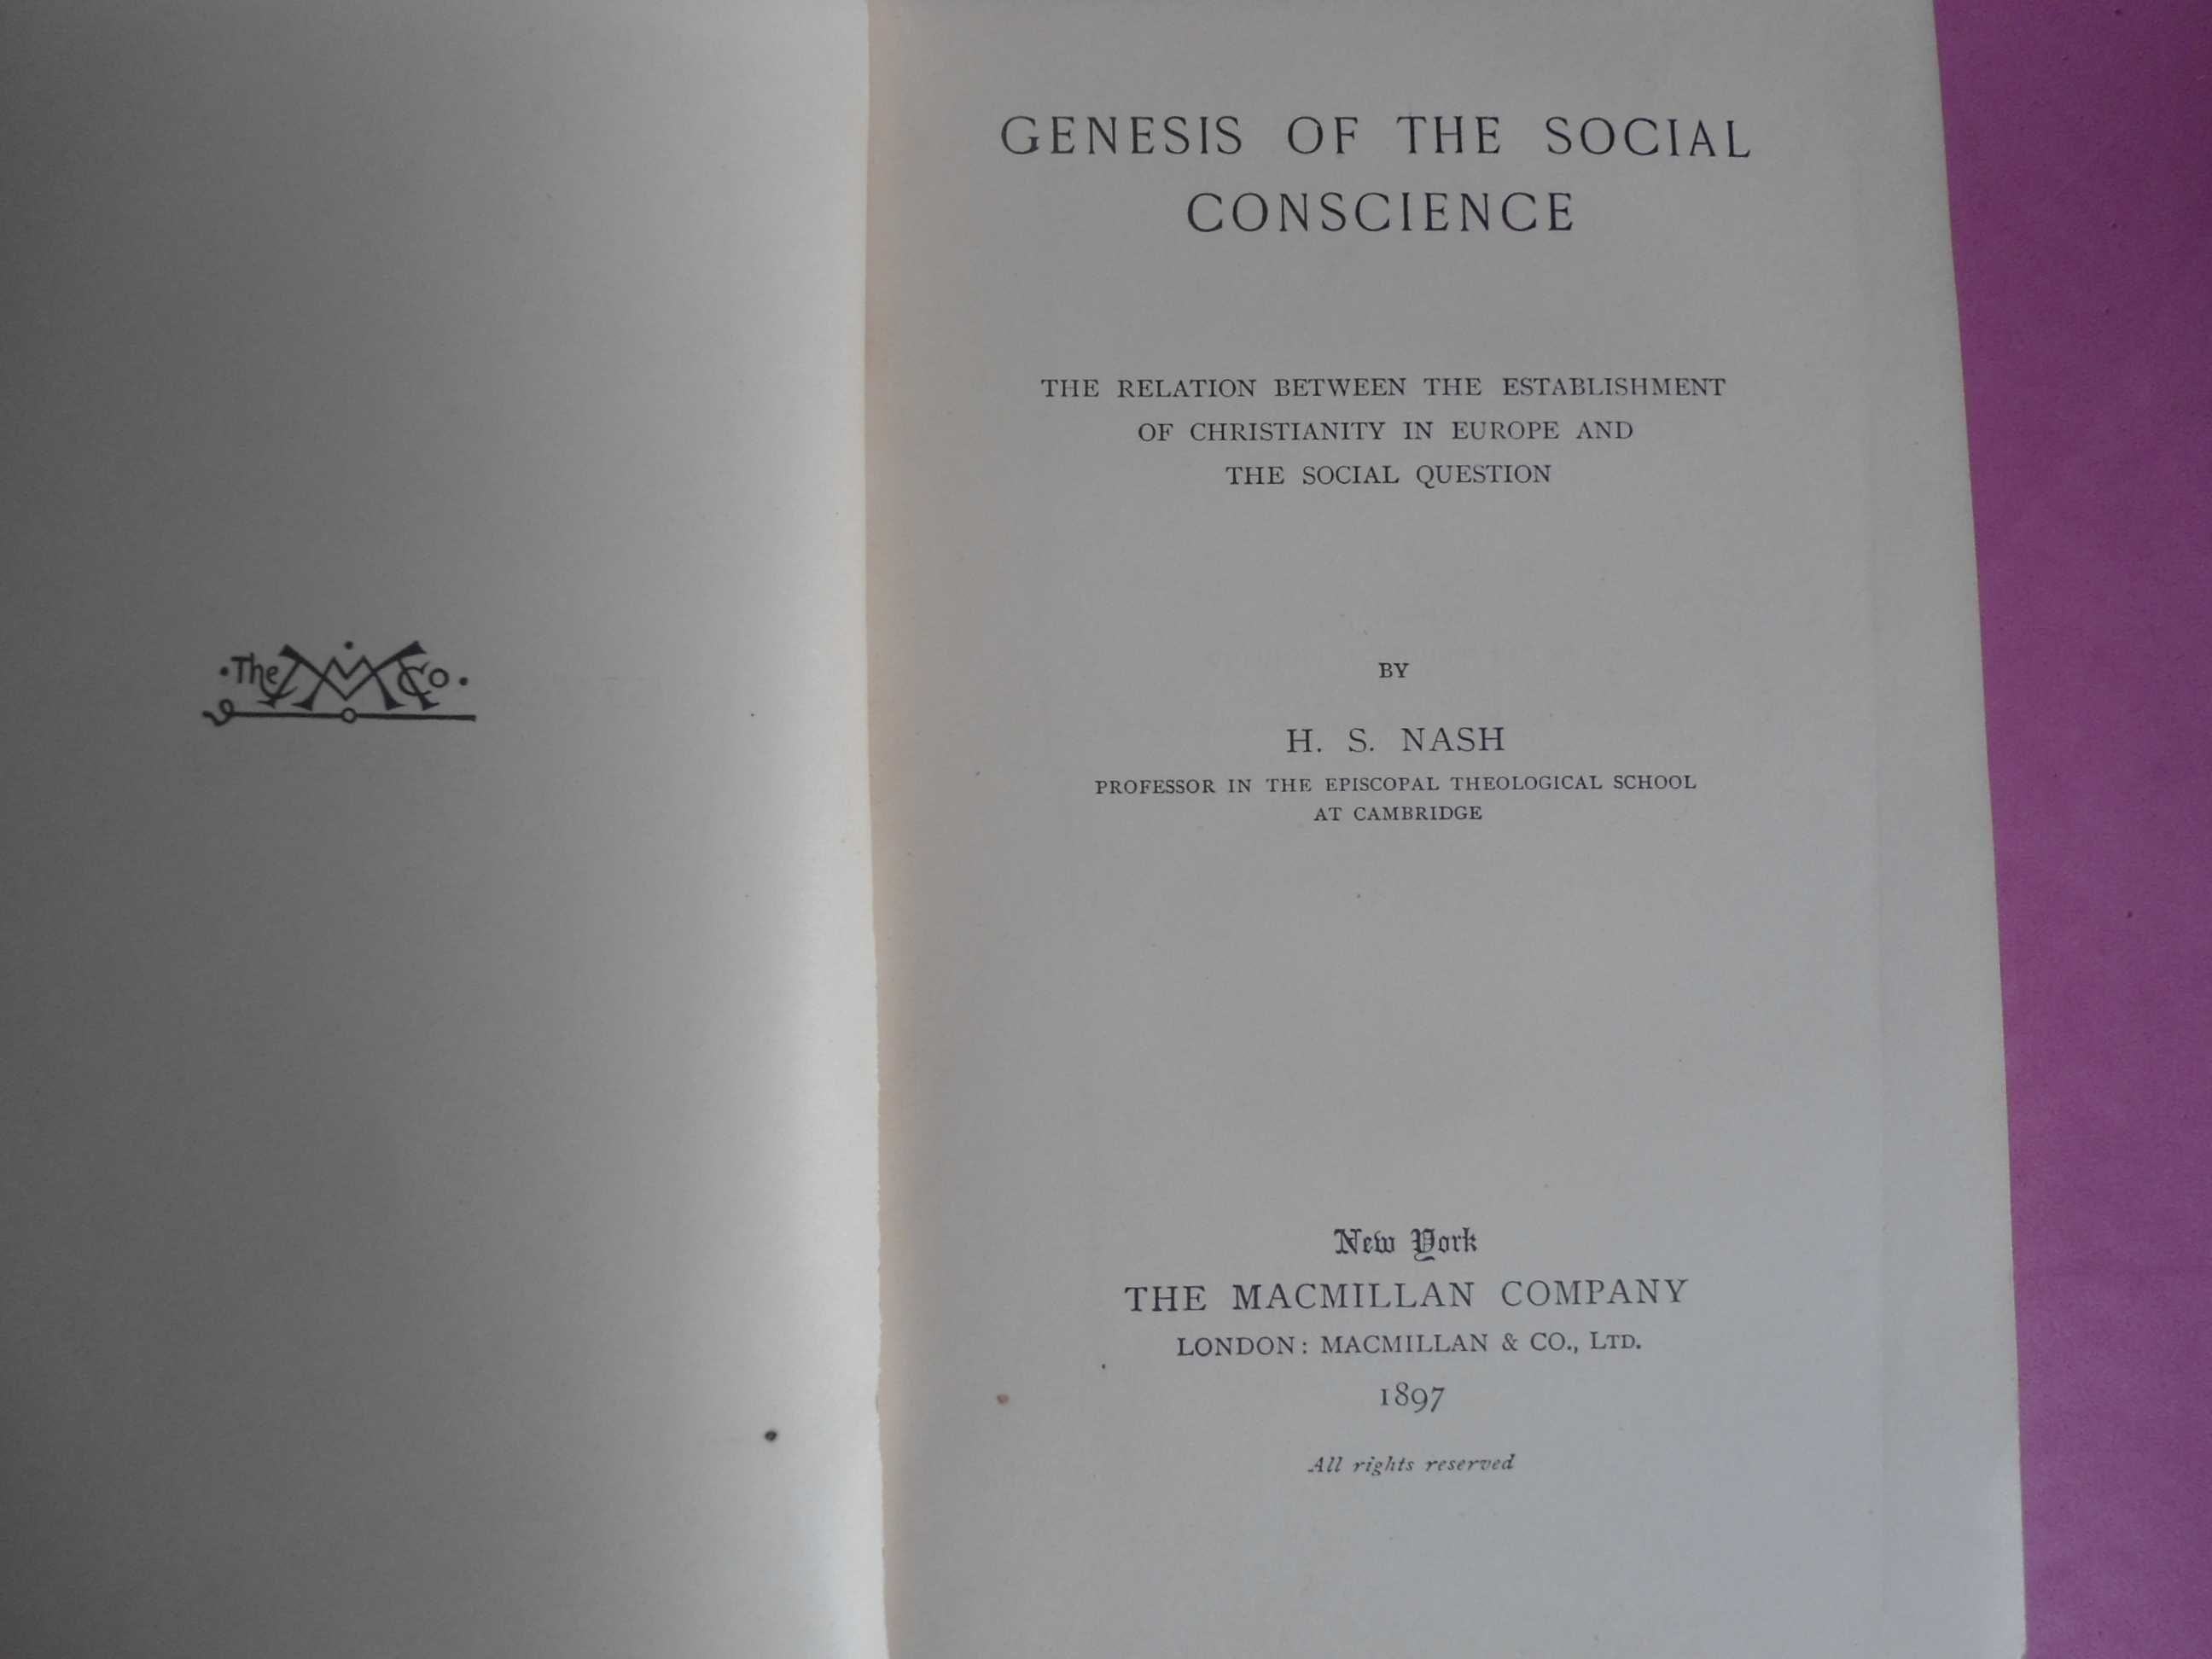 The M Co.
GENESIS OF THE SOCIAL
CONSCIENCE
THE RELATION BETWEEN THE ESTABLISHMENT
OF CHRISTIANITY IN EUROPE AND
THE SOCIAL QUESTION
BY
H. S. NASH
PROFESSOR IN THE EPISCOPAL THEOLOGICAL SCHOOL
AT CAMBRIDGE
New York
THE MACMILLAN COMPANY
LONDON: MACMILLAN & CO., LTD.
1897
All rights reserved